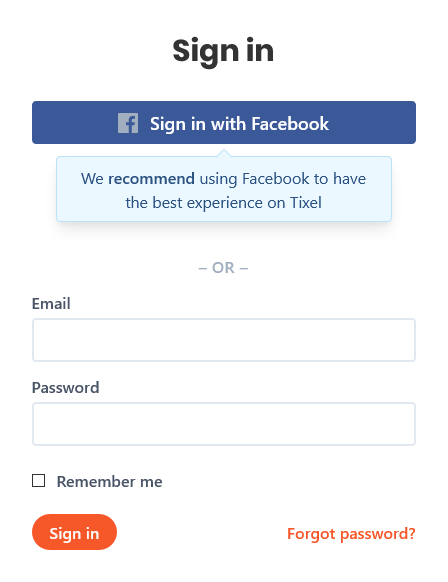 Sign in
Sign in with Facebook
We recommend using Facebook to have
the best experience on Tixel
– OR –
Email
Password
Remember me
Sign in
Forgot password?